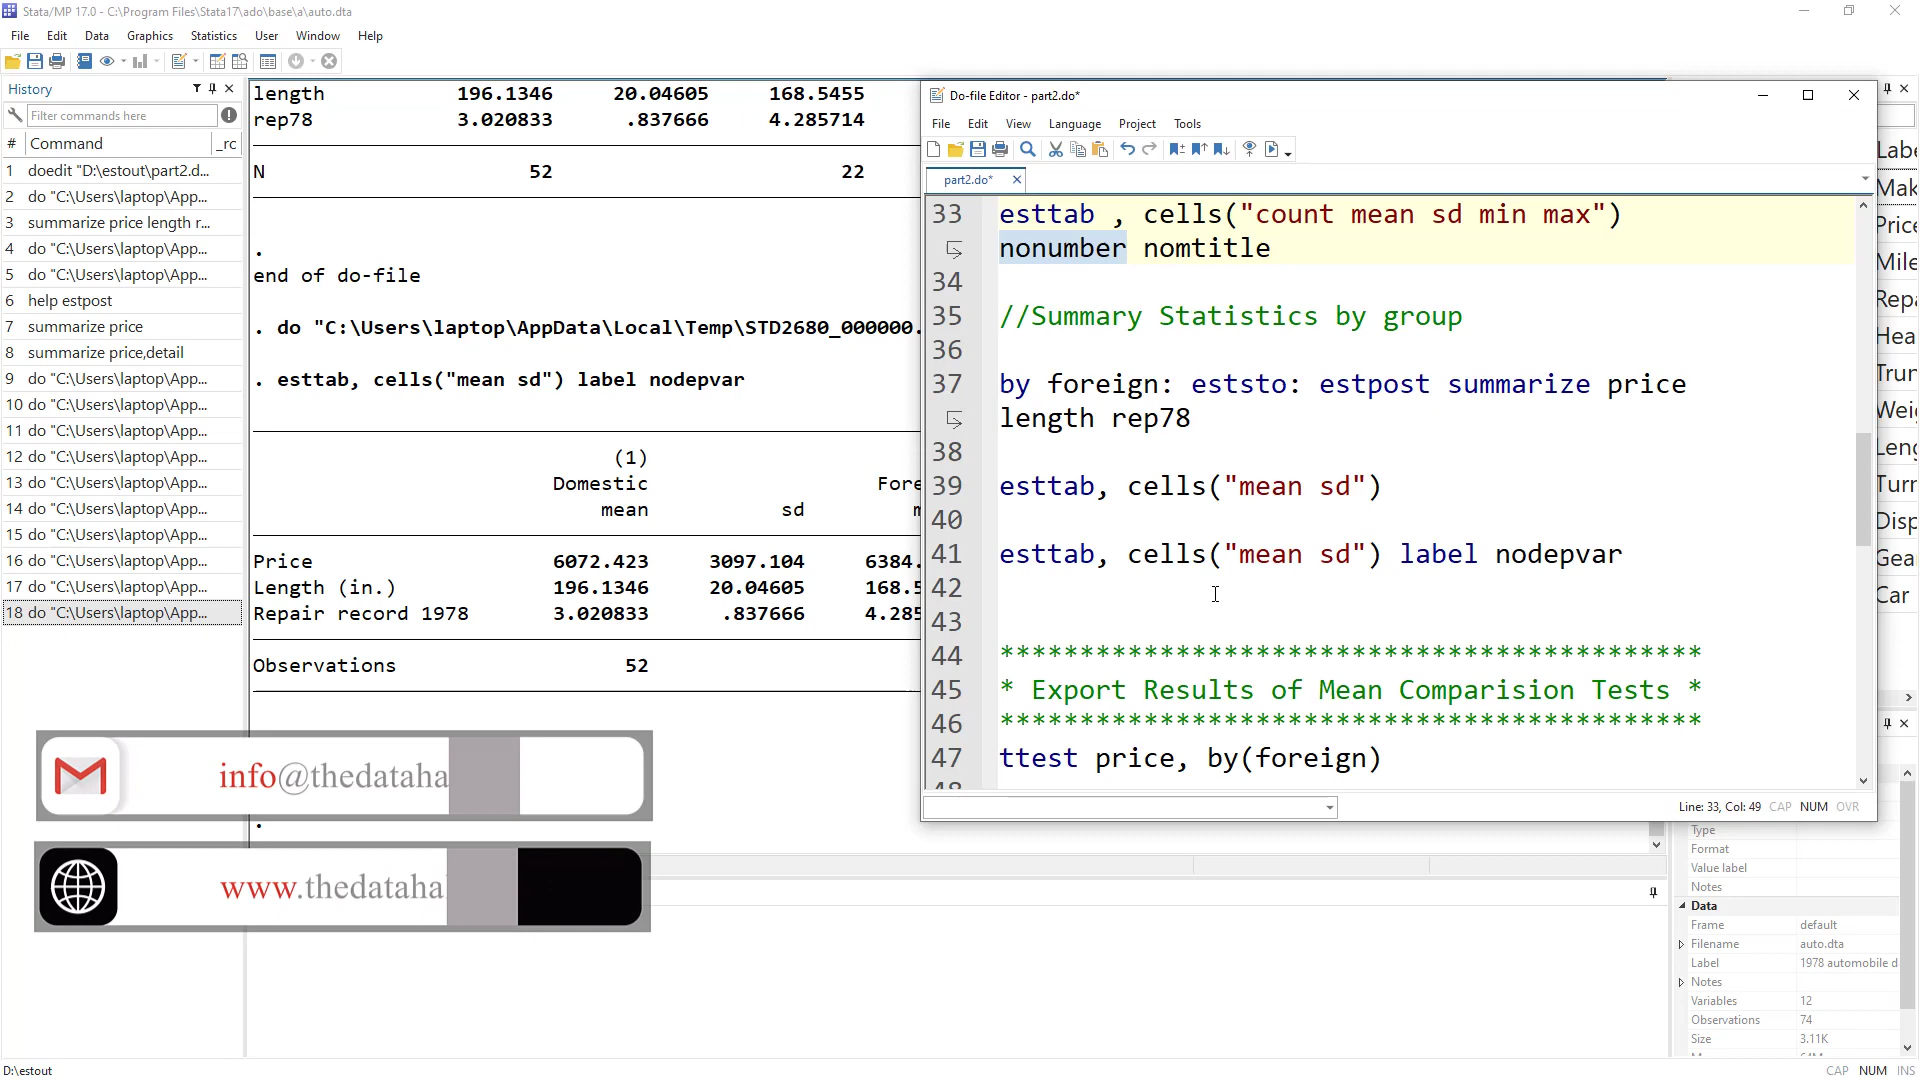 Stata/MP 17.0 - C:\Program Files\Stata17\ado\base\a\auto.dta
File Edit Data Graphics Statistics User Window Help
History
Filter commands here
# Command _rc
1 doedit "D:\estout\part2.d...
2 do "C:\Users\laptop\App...
3 summarize price length r...
4 do "C:\Users\laptop\App...
5 do "C:\Users\laptop\App...
6 help estpost
7 summarize price
8 summarize price,detail
9 do "C:\Users\laptop\App...
10 do "C:\Users\laptop\App...
11 do "C:\Users\laptop\App...
12 do "C:\Users\laptop\App...
13 do "C:\Users\laptop\App...
14 do "C:\Users\laptop\App...
15 do "C:\Users\laptop\App...
16 do "C:\Users\laptop\App...
17 do "C:\Users\laptop\App...
18 do "C:\Users\laptop\App...
length 196.1346 20.04605 168.5455
rep78 3.020833 .837666 4.285714
N 52 22
.
end of do-file
. do "C:\Users\laptop\AppData\Local\Temp\STD2680_000000.
. esttab, cells("mean sd") label nodepvar
(1)
Domestic Fore
mean sd m
Price 6072.423 3097.104 6384.
Length (in.) 196.1346 20.04605 168.5
Repair record 1978 3.020833 .837666 4.285
Observations 52
.
info@thedataha
www.thedataha
Do-file Editor - part2.do*
File Edit View Language Project Tools
part2.do*
33 esttab , cells("count mean sd min max")
nonumber nomtitle
34
35 //Summary Statistics by group
36
37 by foreign: eststo: estpost summarize price
length rep78
38
39 esttab, cells("mean sd")
40
41 esttab, cells("mean sd") label nodepvar
42
43
44 ********************************************
45 * Export Results of Mean Comparision Tests *
46 ********************************************
47 ttest price, by(foreign)
48
Line: 33, Col: 49 CAP NUM OVR
Labe
Mak
Price
Mile
Repa
Hea
Trun
Wei
Leng
Turr
Disp
Gea
Car
Type
Format
Value label
Notes
Data
Frame default
Filename auto.dta
Label 1978 automobile d
Notes
Variables 12
Observations 74
Size 3.11K
D:\estout
CAP NUM INS